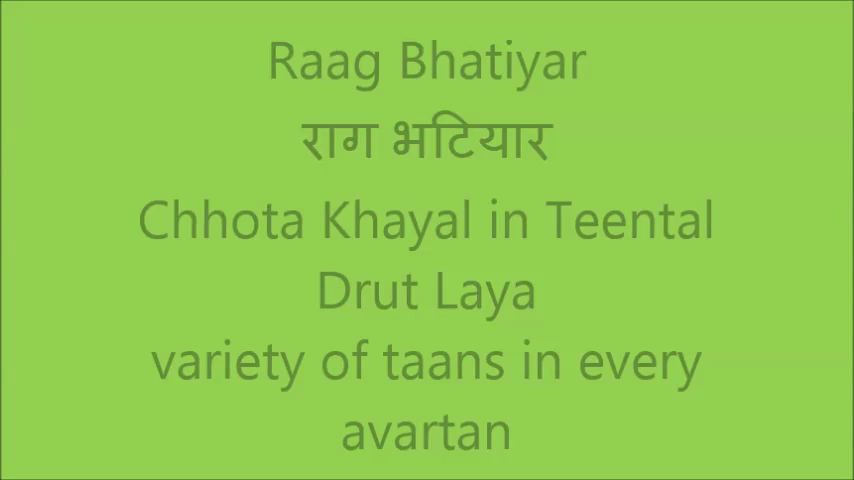 Raag Bhatiyar
राग भटियार
Chhota Khayal in Teental
Drut Laya
variety of taans in every
avartan